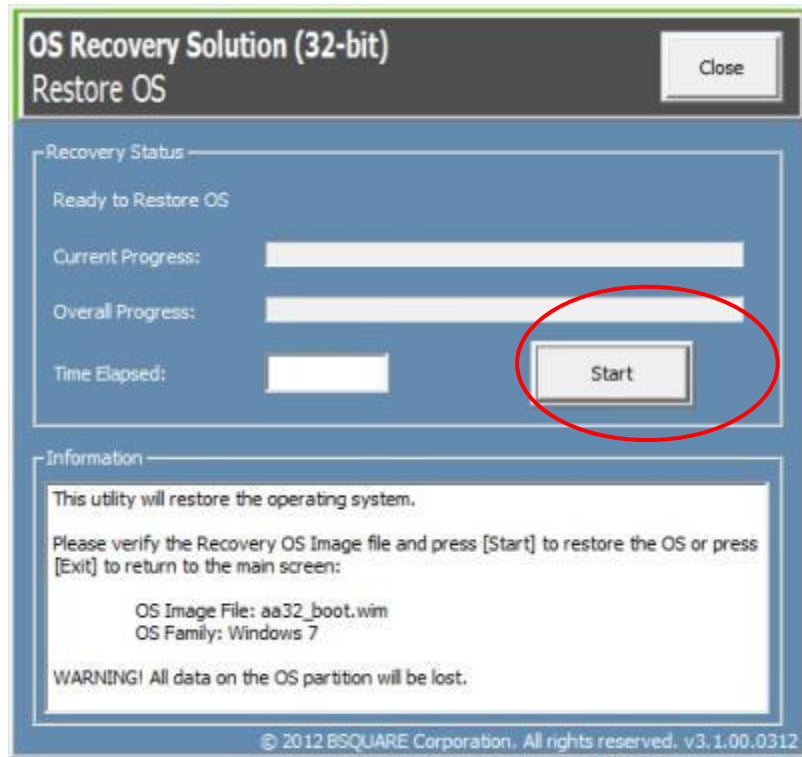 OS Recovery Solution (32-bit)
Restore OS
Close
Recovery Status
Ready to Restore OS
Current Progress:
Overall Progress:
Time Elapsed:
Start
Information
This utility will restore the operating system.
Please verify the Recovery OS Image file and press [Start] to restore the OS or press
[Exit] to return to the main screen:
OS Image File: aa32_boot.wim
OS Family: Windows 7
WARNING! All data on the OS partition will be lost.
© 2012 BSQUARE Corporation. All rights reserved. v3.1.00.0312